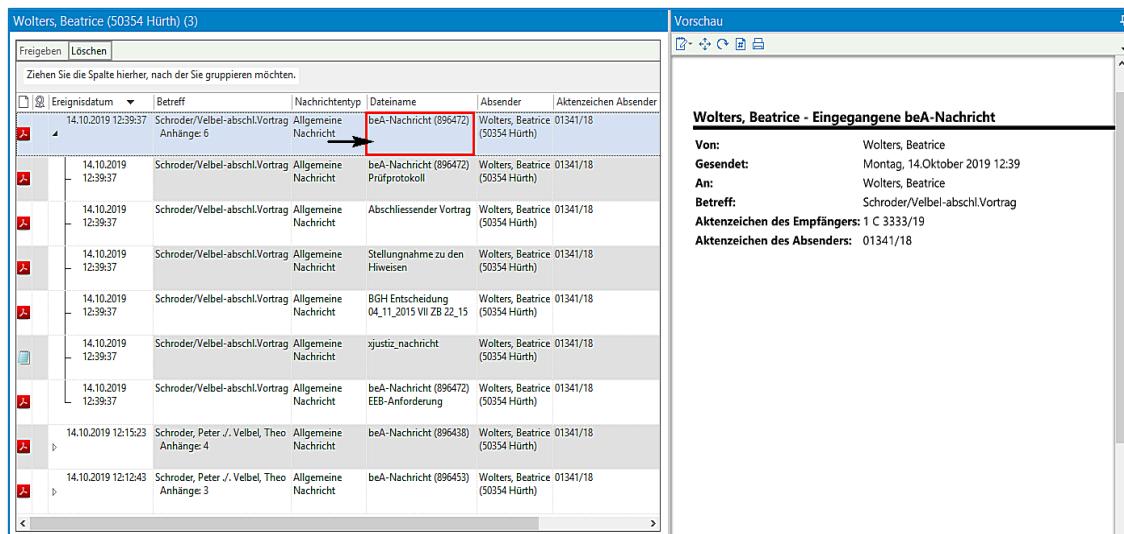 Wolters, Beatrice (50354 Hürth) (3)
Freigeben Löschen
Ziehen Sie die Spalte hierher, nach der Sie gruppieren möchten.
Ereignisdatum Betreff Nachrichtentyp Dateiname Absender Aktenzeichen Absender
14.10.2019 12:39:37 Schroder/Velbel-abschl.Vortrag Allgemeine beA-Nachricht (896472) Wolters, Beatrice 01341/18
Anhänge: 6 Nachricht (50354 Hürth)
14.10.2019 Schroder/Velbel-abschl.Vortrag Allgemeine beA-Nachricht (896472) Wolters, Beatrice 01341/18
12:39:37 Nachricht Prüfprotokoll (50354 Hürth)
14.10.2019 Schroder/Velbel-abschl.Vortrag Allgemeine Abschliessender Vortrag Wolters, Beatrice 01341/18
12:39:37 Nachricht (50354 Hürth)
14.10.2019 Schroder/Velbel-abschl.Vortrag Allgemeine Stellungnahme zu den Wolters, Beatrice 01341/18
12:39:37 Nachricht Hiweisen (50354 Hürth)
14.10.2019 Schroder/Velbel-abschl.Vortrag Allgemeine BGH Entscheidung Wolters, Beatrice 01341/18
12:39:37 Nachricht 04_11_2015 VII ZB 22_15 (50354 Hürth)
14.10.2019 Schroder/Velbel-abschl.Vortrag Allgemeine xjustiz_nachricht Wolters, Beatrice 01341/18
12:39:37 Nachricht (50354 Hürth)
14.10.2019 Schroder/Velbel-abschl.Vortrag Allgemeine beA-Nachricht (896472) Wolters, Beatrice 01341/18
12:39:37 Nachricht EEB-Anforderung (50354 Hürth)
14.10.2019 12:15:23 Schroder, Peter ./. Velbel, Theo Allgemeine beA-Nachricht (896438) Wolters, Beatrice 01341/18
Anhänge: 4 Nachricht (50354 Hürth)
14.10.2019 12:12:43 Schroder, Peter ./. Velbel, Theo Allgemeine beA-Nachricht (896453) Wolters, Beatrice 01341/18
Anhänge: 3 Nachricht (50354 Hürth)
Vorschau
Wolters, Beatrice - Eingegangene beA-Nachricht
Von: Wolters, Beatrice
Gesendet: Montag, 14.Oktober 2019 12:39
An: Wolters, Beatrice
Betreff: Schroder/Velbel-abschl.Vortrag
Aktenzeichen des Empfängers: 1 C 3333/19
Aktenzeichen des Absenders: 01341/18